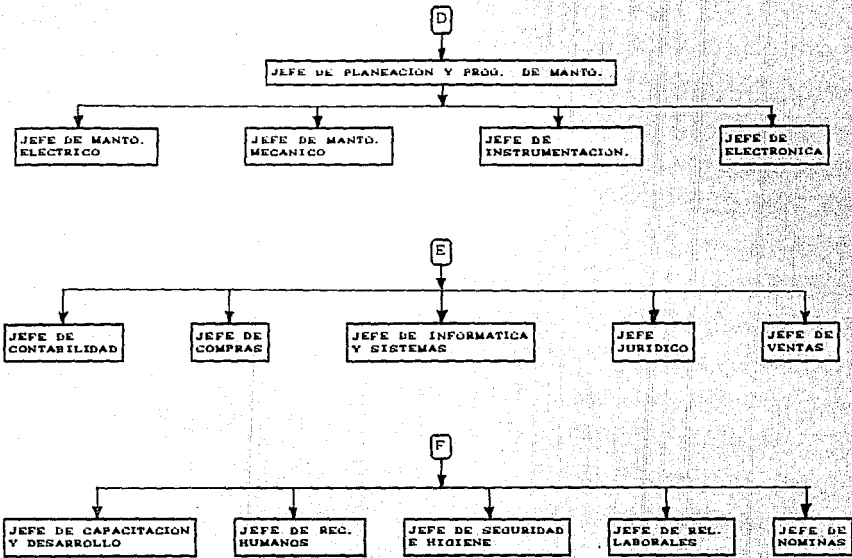 D
JEFE DE PLANEACION Y PROG. DE MANTO.
JEFE DE MANTO.
ELECTRICO
JEFE DE MANTO.
MECANICO
JEFE DE
INSTRUMENTACION.
JEFE DE
ELECTRONICA
E
JEFE DE
CONTABILIDAD
JEFE DE
COMPRAS
JEFE DE INFORMATICA
Y SISTEMAS
JEFE
JURIDICO
JEFE DE
VENTAS
F
JEFE DE CAPACITACION
Y DESARROLLO
JEFE DE REC.
HUMANOS
JEFE DE SEGURIDAD
E HIGIENE
JEFE DE REL.
LABORALES
JEFE DE
NOMINAS